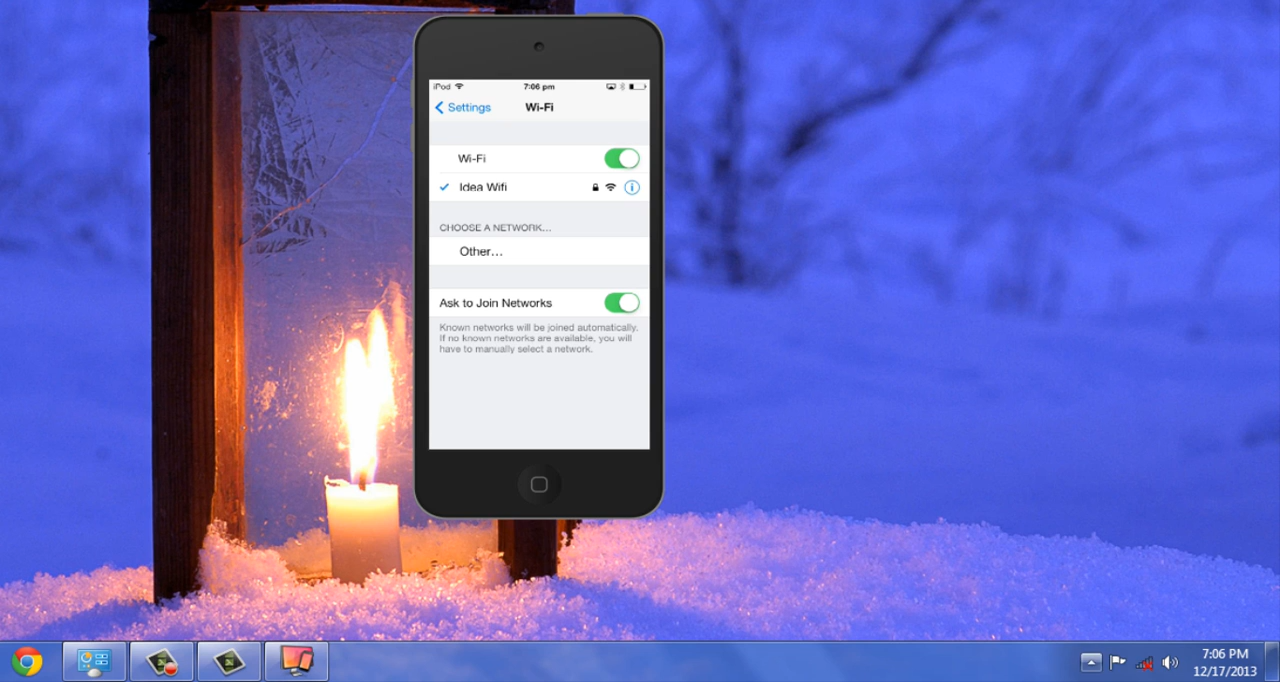 iPod 7:06 pm
Settings Wi-Fi
Wi-Fi
Idea Wifi
CHOOSE A NETWORK...
Other...
Ask to Join Networks
Known networks will be joined automatically.
If no known networks are available, you will
have to manually select a network.
7:06 PM
12/17/2013